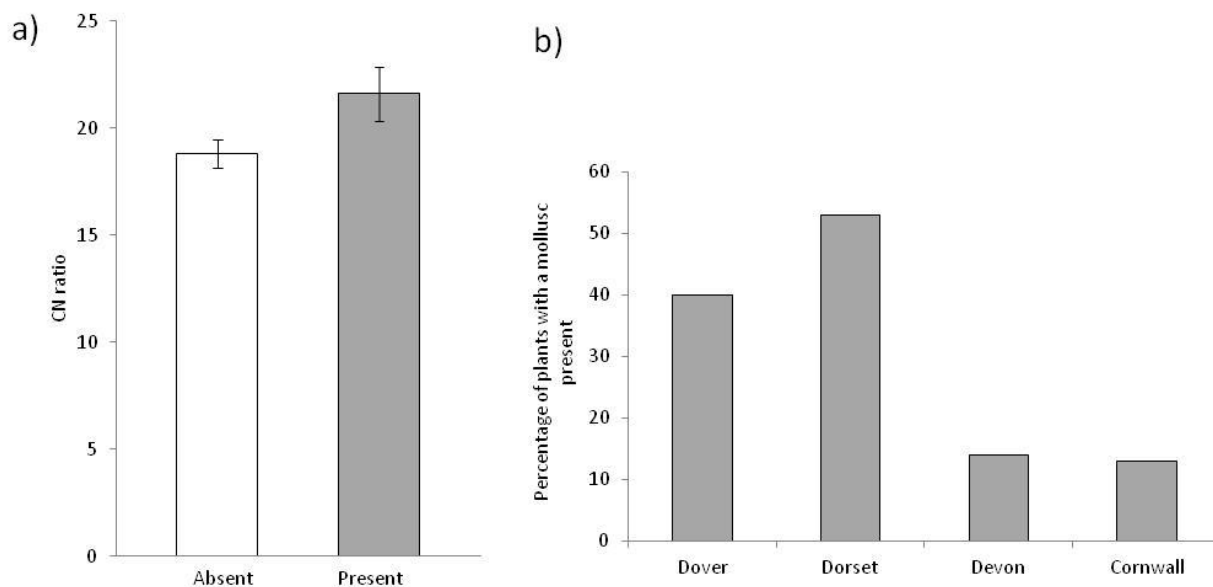 a)
25
20
15
10
5
0
CN ratio
Absent Present
b)
60
50
40
30
20
10
0
Percentage of plants with a mollusc
present
Dover Dorset Devon Cornwall